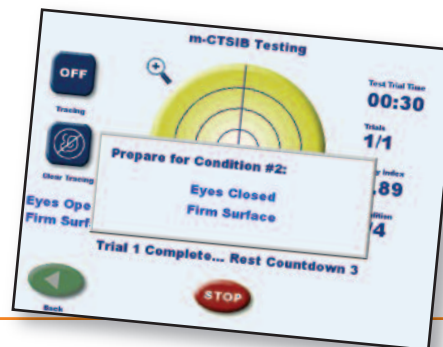 m-CTSIB Testing
OFF
Tracing
Clear Tracing
Test Trial Time
00:30
Trials
1/1
Index
.89
/4
Prepare for Condition #2:
Eyes Closed
Firm Surface
Eyes Ope
Firm Surf
Trial 1 Complete... Rest Countdown 3
Back
STOP